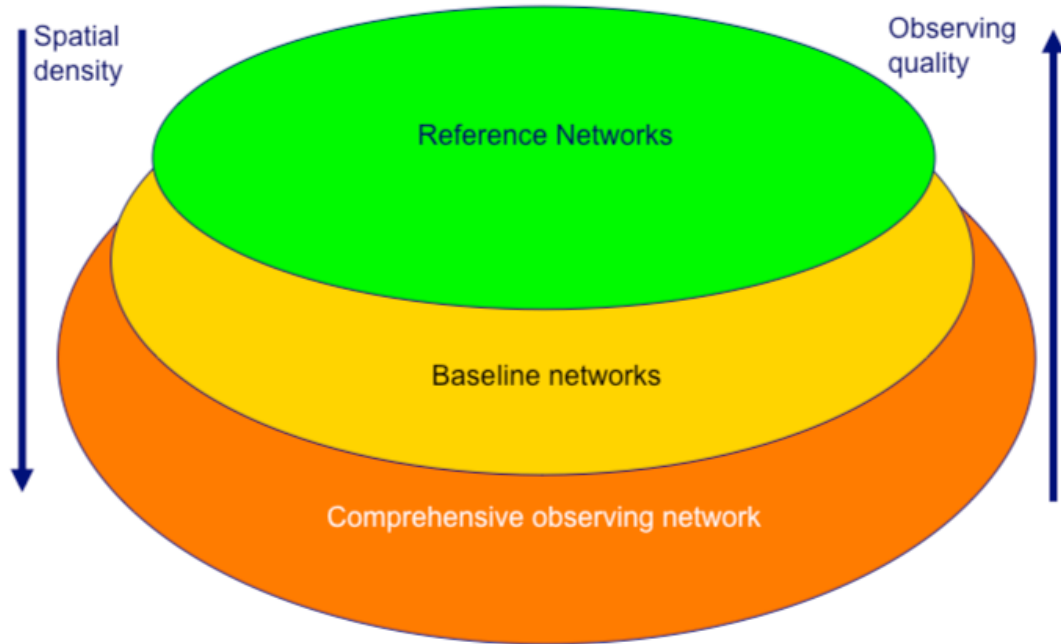 Spatial
density
Observing
quality
Reference Networks
Baseline networks
Comprehensive observing network